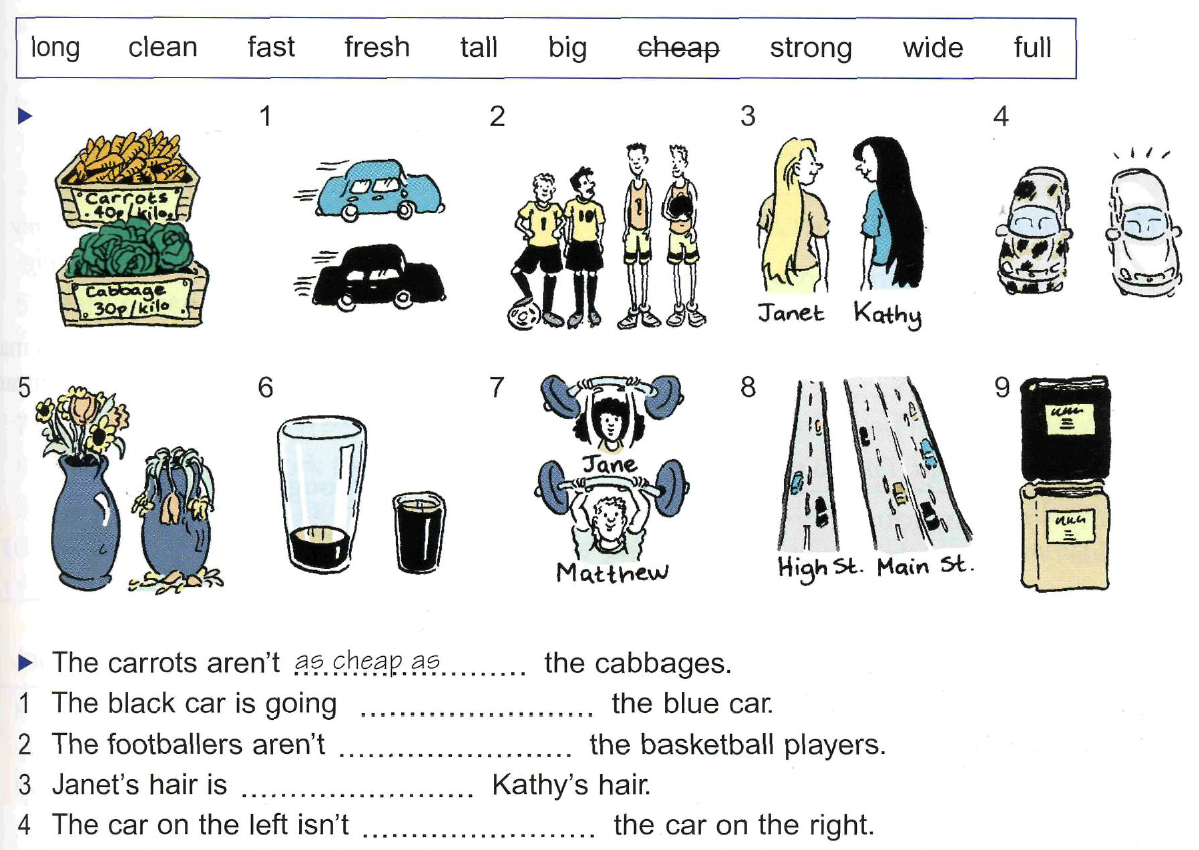 long clean fast fresh tall big cheap strong wide full
1 2 3 4
Carrots
40p/kilo
Cabbage
30p/kilo
1 10 1
Janet Kathy
5 6 7 8 9
Jane
Matthew
High St. Main St.
The carrots aren't as cheap as the cabbages.
1 The black car is going ........................ the blue car.
2 The footballers aren't ........................ the basketball players.
3 Janet's hair is ........................ Kathy's hair.
4 The car on the left isn't ........................ the car on the right.